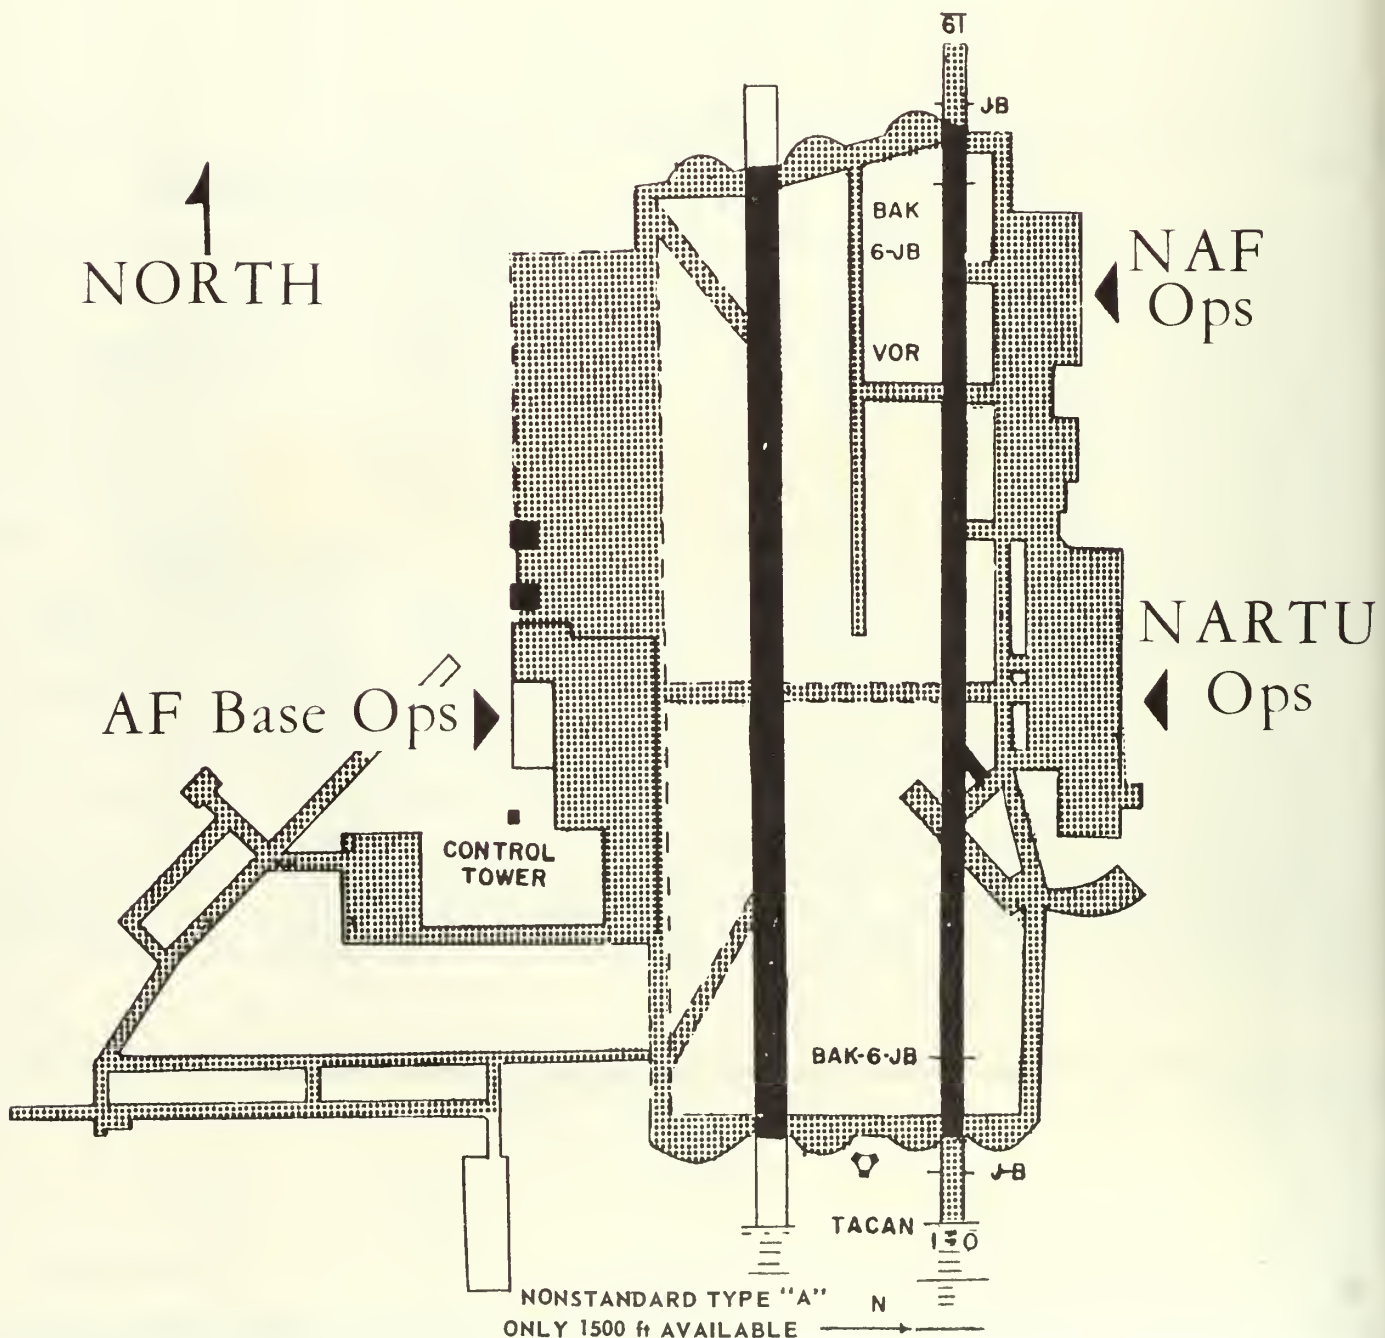 61
JB
BAK
6-JB
NORTH
NAF
Ops
VOR
NARTU
Ops
AF Base Ops
CONTROL
TOWER
BAK-6-JB
J-B
TACAN
NONSTANDARD TYPE "A"
N
ONLY 1500 ft AVAILABLE